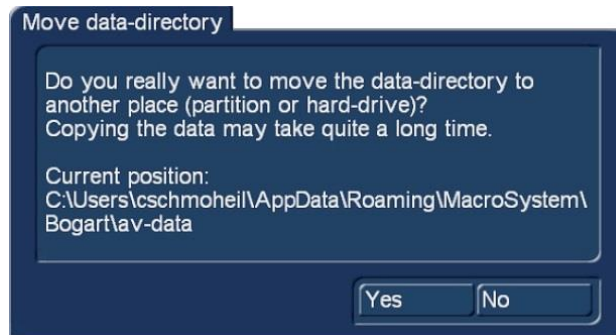 Move data-directory
Do you really want to move the data-directory to
another place (partition or hard-drive)?
Copying the data may take quite a long time.
Current position:
C:\Users\cschmoheil\AppData\Roaming\MacroSystem\
Bogart\av-data
Yes
No